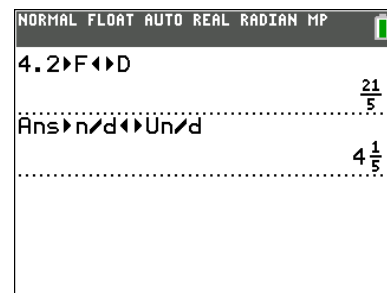 NORMAL FLOAT AUTO REAL RADIAN MP
4.2▸F◂▸D
21/5
Ans▸n/d◂▸Un/d
4 1/5